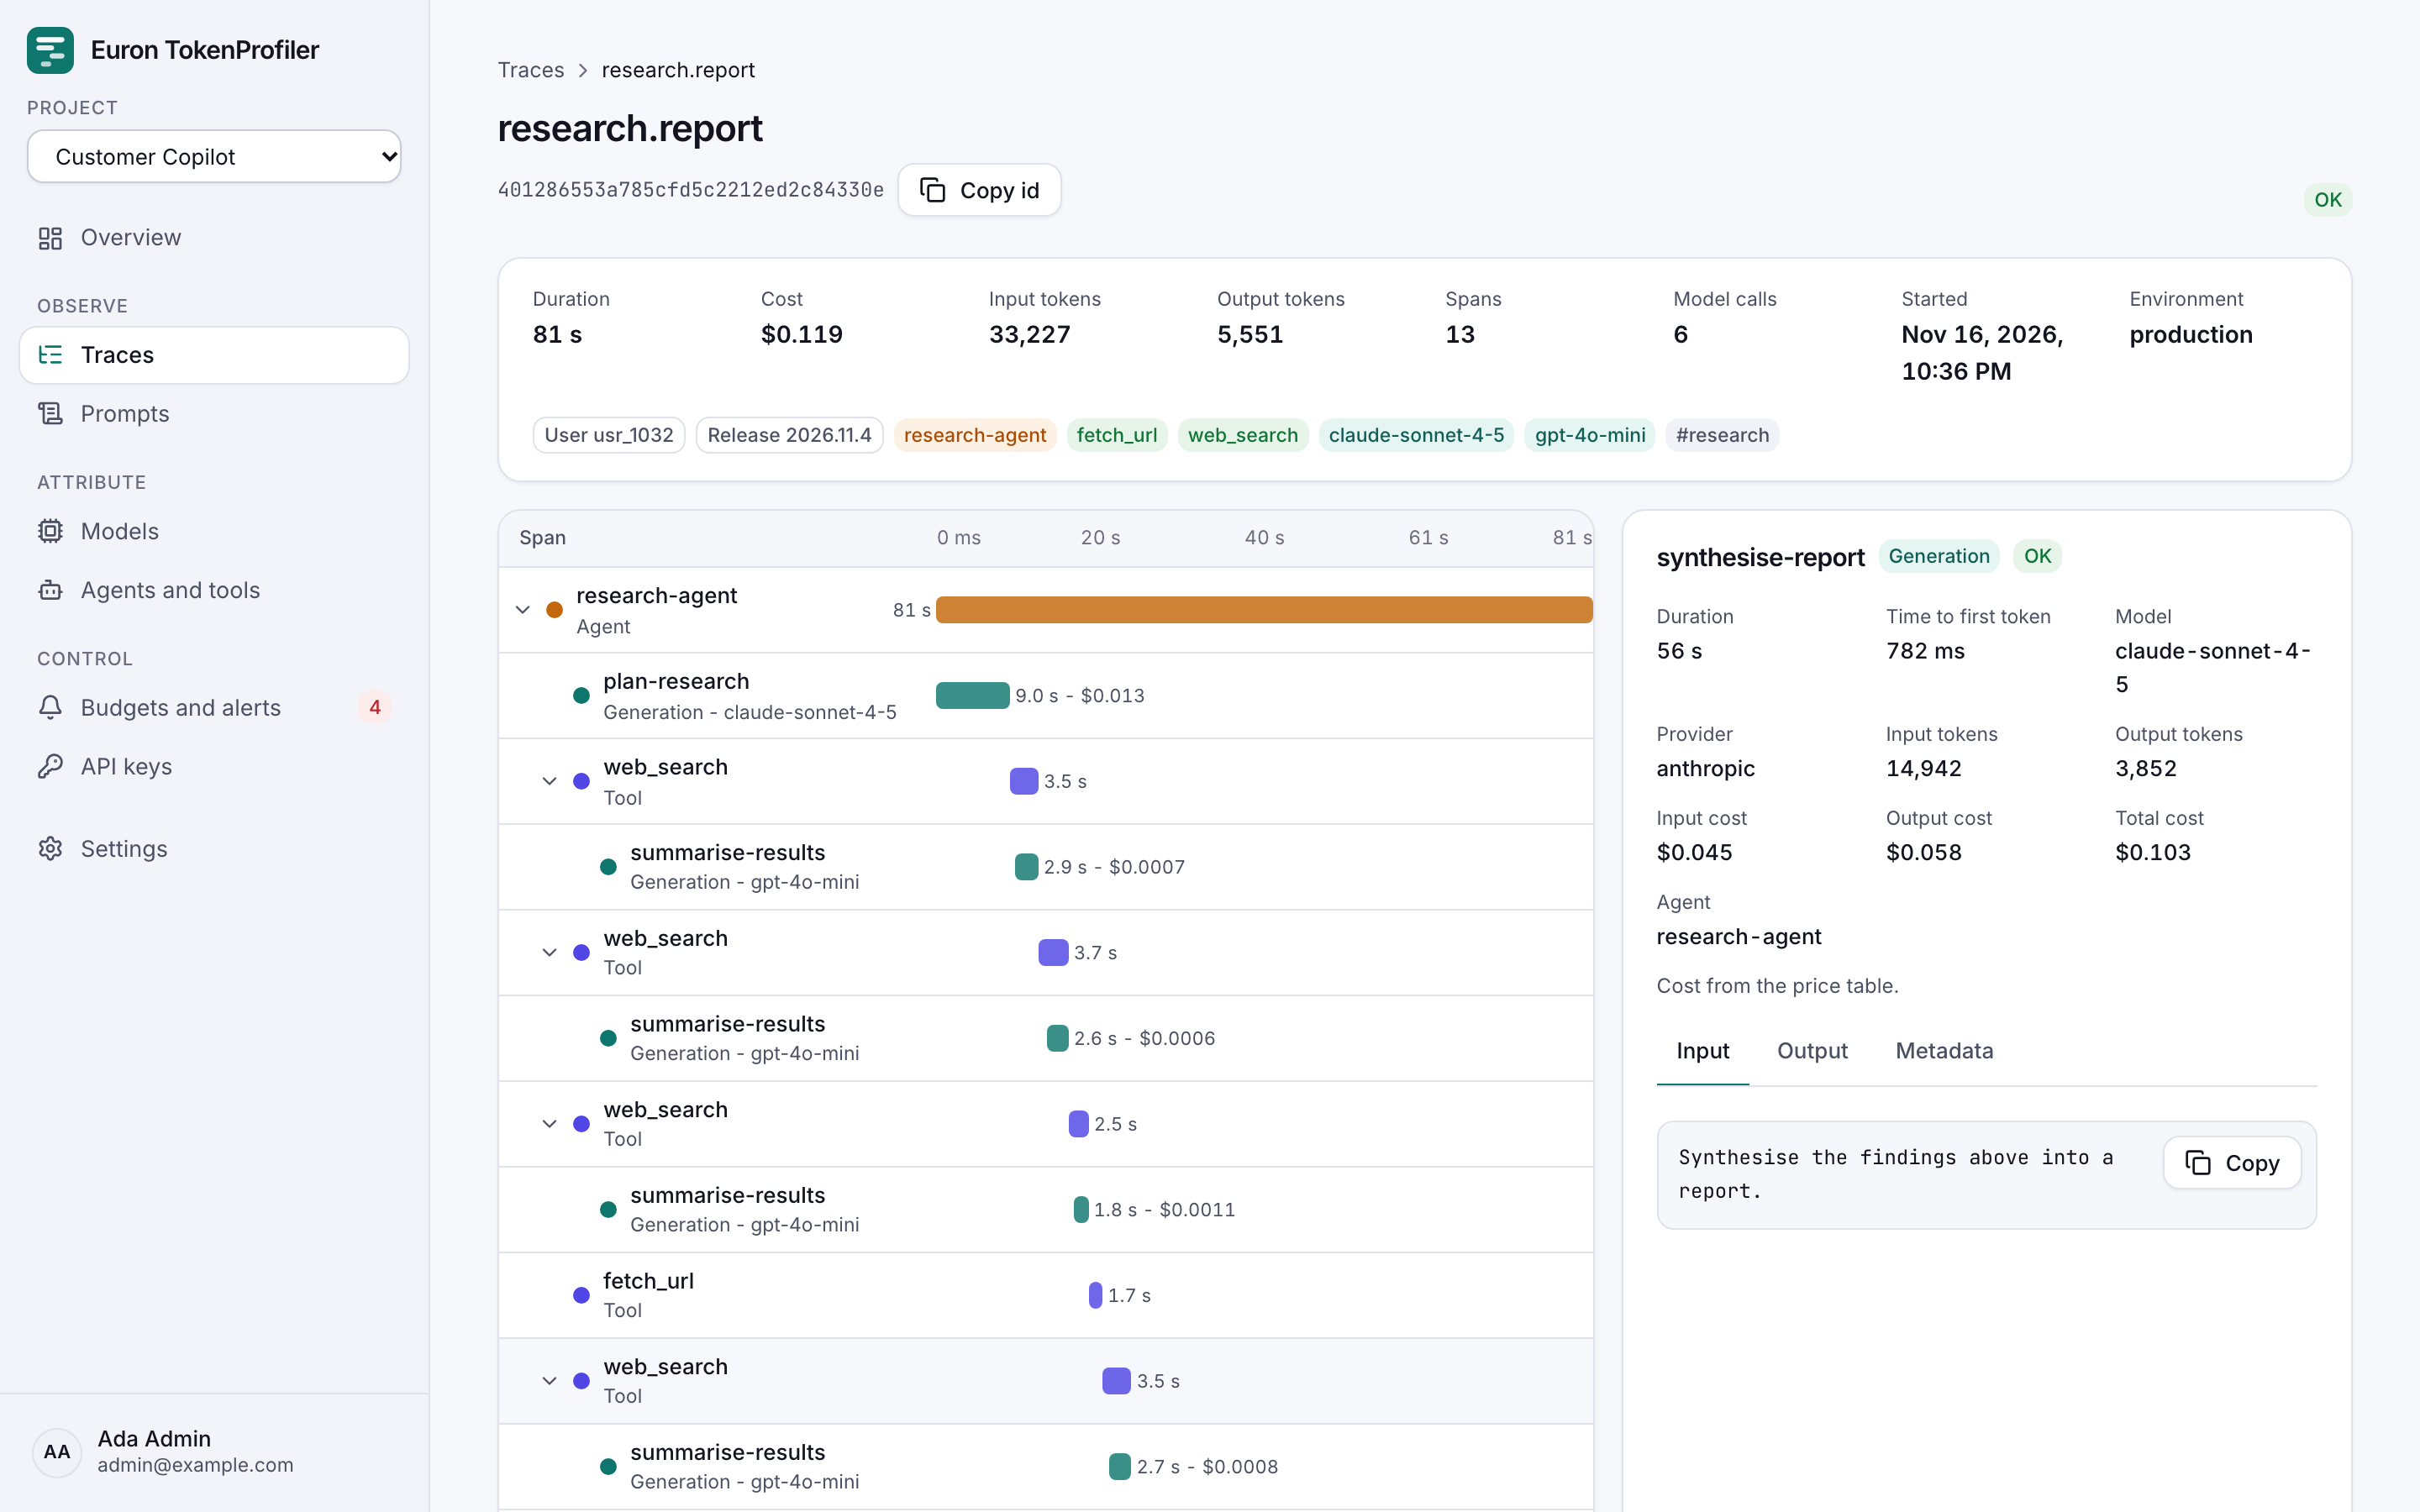 Euron TokenProfiler
PROJECT
Customer Copilot
Overview
OBSERVE
Traces
Prompts
ATTRIBUTE
Models
Agents and tools
CONTROL
Budgets and alerts 4
API keys
Settings
AA
Ada Admin
admin@example.com
Traces > research.report
research.report
401286553a785cfd5c2212ed2c84330e Copy id
OK
Duration Cost Input tokens Output tokens Spans Model calls Started Environment
81 s $0.119 33,227 5,551 13 6 Nov 16, 2026, production
10:36 PM
User usr_1032 Release 2026.11.4 research-agent fetch_url web_search claude-sonnet-4-5 gpt-4o-mini #research
Span 0 ms 20 s 40 s 61 s 81 s
research-agent 81 s
Agent
plan-research 9.0 s - $0.013
Generation - claude-sonnet-4-5
web_search 3.5 s
Tool
summarise-results 2.9 s - $0.0007
Generation - gpt-4o-mini
web_search 3.7 s
Tool
summarise-results 2.6 s - $0.0006
Generation - gpt-4o-mini
web_search 2.5 s
Tool
summarise-results 1.8 s - $0.0011
Generation - gpt-4o-mini
fetch_url 1.7 s
Tool
web_search 3.5 s
Tool
summarise-results 2.7 s - $0.0008
Generation - gpt-4o-mini
synthesise-report Generation OK
Duration Time to first token Model
56 s 782 ms claude-sonnet-4-
5
Provider Input tokens Output tokens
anthropic 14,942 3,852
Input cost Output cost Total cost
$0.045 $0.058 $0.103
Agent
research-agent
Cost from the price table.
Input Output Metadata
Synthesise the findings above into a
report.
Copy